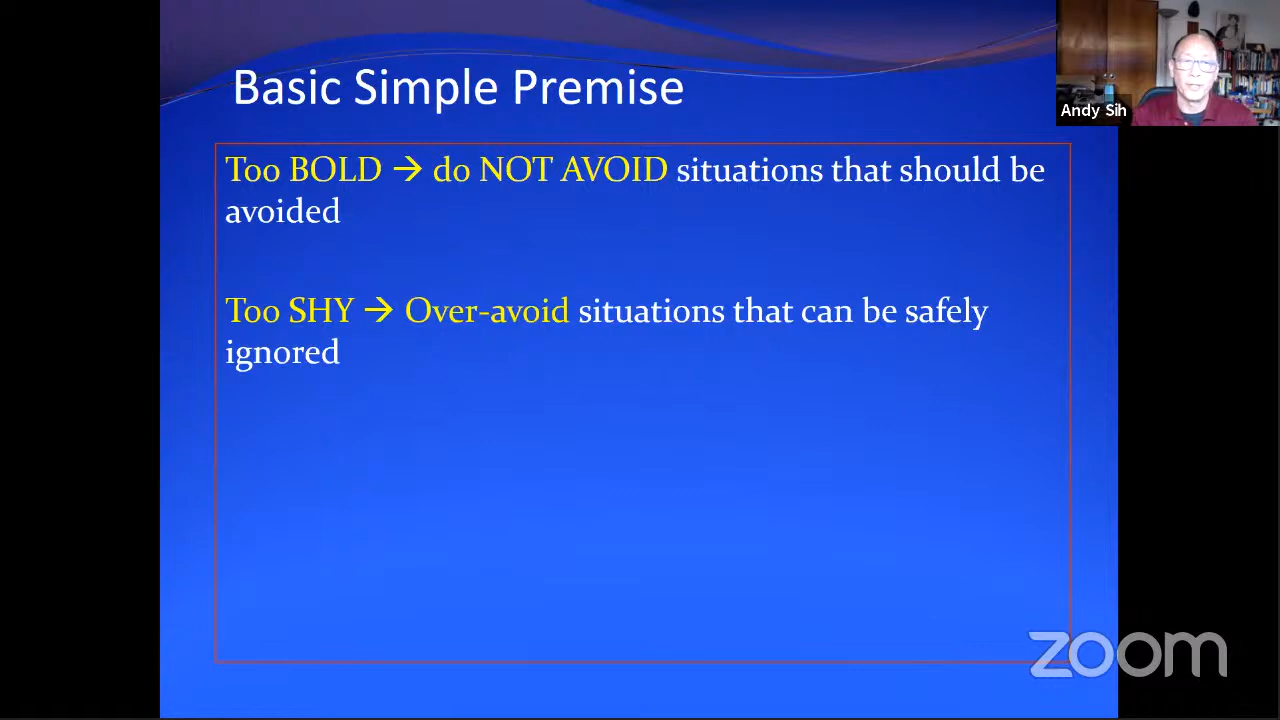 Basic Simple Premise
Andy Sih
Too BOLD → do NOT AVOID situations that should be
avoided
Too SHY → Over-avoid situations that can be safely
ignored
zoom